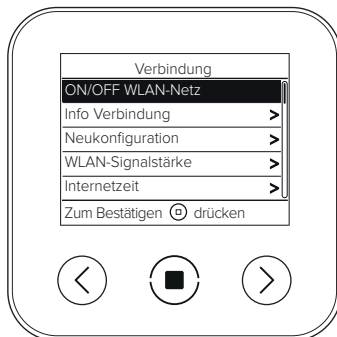 Verbindung
ON/OFF WLAN-Netz
Info Verbindung >
Neukonfiguration >
WLAN-Signalstärke >
Internetzeit >
Zum Bestätigen drücken